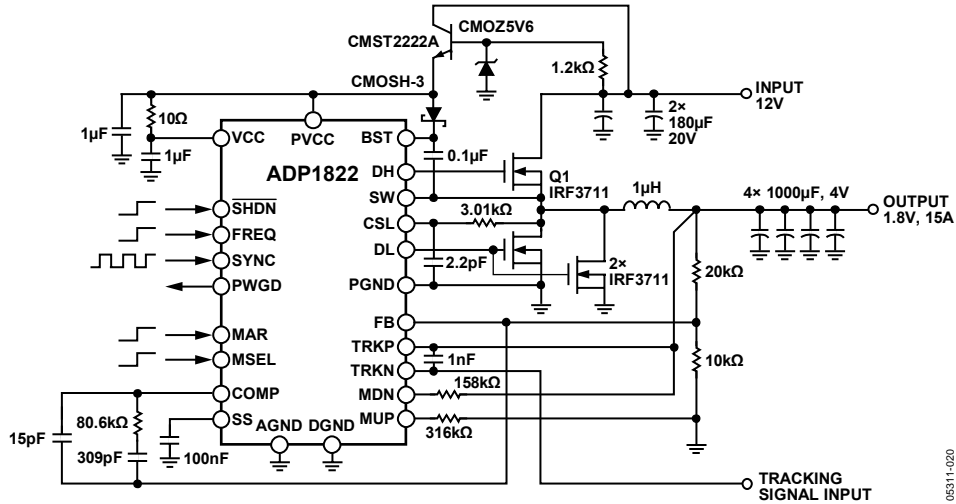 CMOZ5V6
CMST2222A
1.2kΩ
CMOSH-3
INPUT
12V
2×
180µF
20V
10Ω
1µF
1µF
VCC
PVCC
BST
0.1µF
ADP1822
DH
Q1
IRF3711
SW
1µH
4× 1000µF, 4V
OUTPUT
1.8V, 15A
SHDN
CSL
3.01kΩ
FREQ
DL
SYNC
2.2pF
2×
IRF3711
20kΩ
PWGD
PGND
FB
MAR
TRKP
1nF
10kΩ
MSEL
TRKN
COMP
MDN
158kΩ
80.6kΩ
SS
AGND
DGND
MUP
316kΩ
15pF
309pF
100nF
TRACKING
SIGNAL INPUT
05311-020